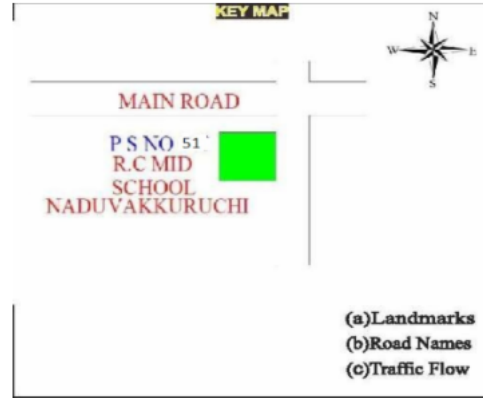 KEY MAP
N
W E
S
MAIN ROAD
P S NO 51
R.C MID
SCHOOL
NADUVAKKURUCHI
(a)Landmarks
(b)Road Names
(c)Traffic Flow